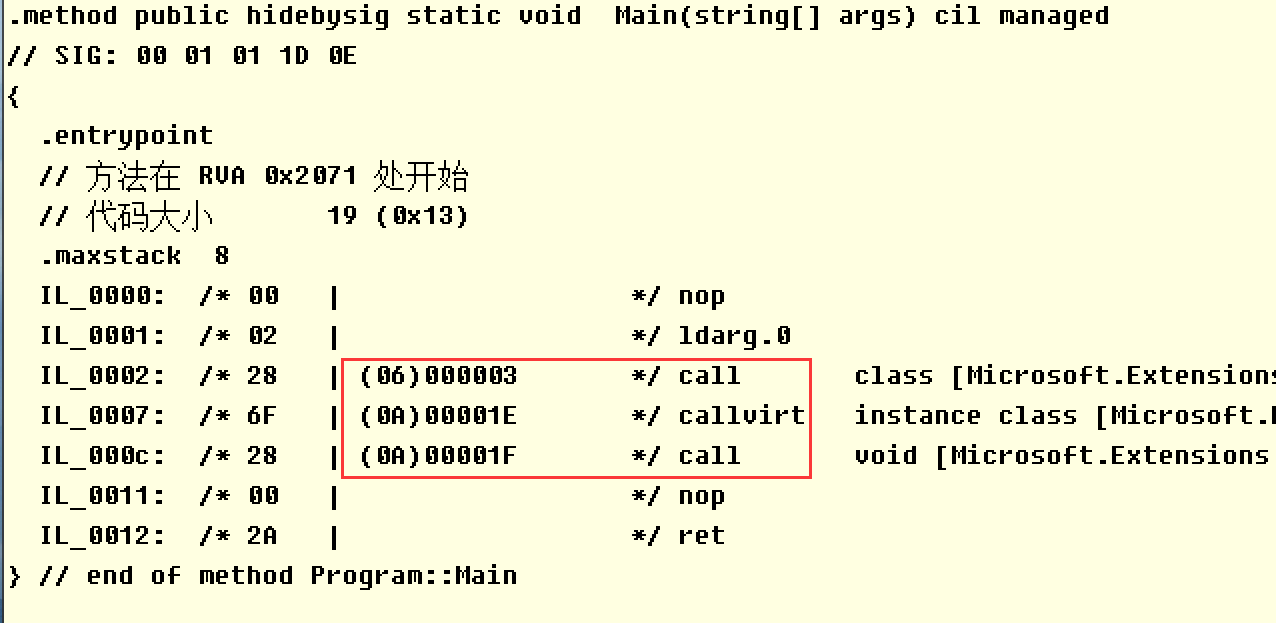 .method public hidebysig static void  Main(string[] args) cil managed
// SIG: 00 01 01 1D 0E
{
  .entrypoint
  // 方法在 RVA 0x2071 处开始
  // 代码大小       19 (0x13)
  .maxstack  8
  IL_0000:  /* 00   |                  */ nop
  IL_0001:  /* 02   |                  */ ldarg.0
  IL_0002:  /* 28   | (06)000003       */ call       class [Microsoft.Extensions
  IL_0007:  /* 6F   | (0A)00001E       */ callvirt   instance class [Microsoft.
  IL_000c:  /* 28   | (0A)00001F       */ call       void [Microsoft.Extensions
  IL_0011:  /* 00   |                  */ nop
  IL_0012:  /* 2A   |                  */ ret
} // end of method Program::Main